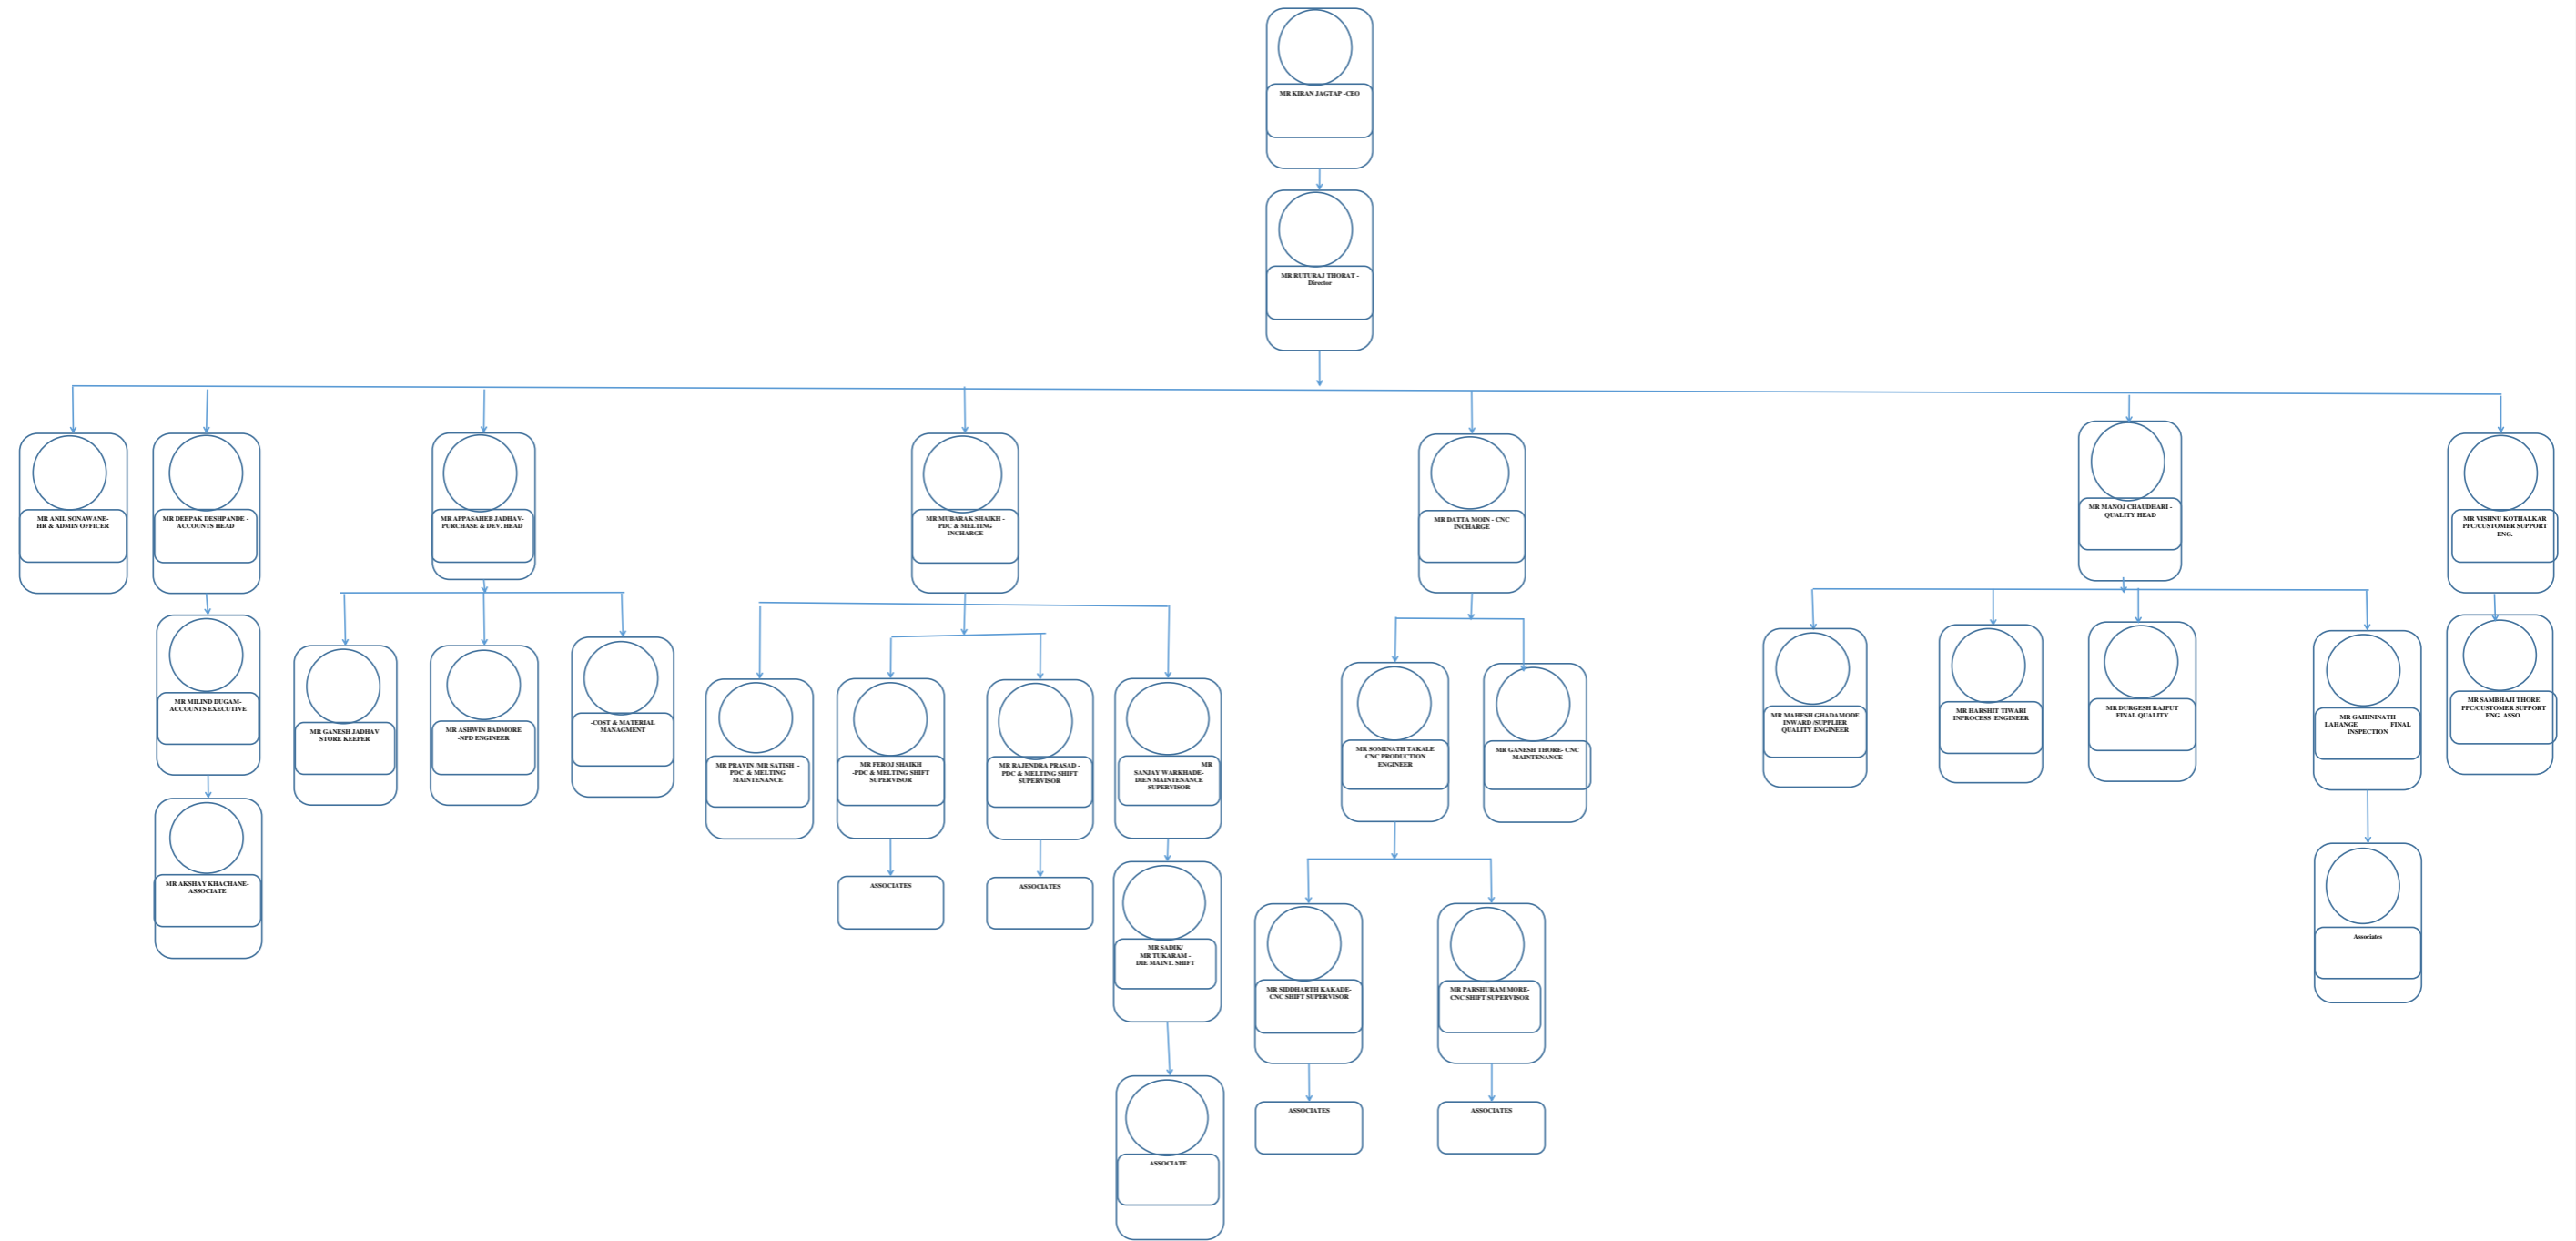 MR KIRAN JAGTAP -CEO
MR RUTURAJ THORAT -
Director
MR ANIL SONAWANE-
HR & ADMIN OFFICER
MR DEEPAK DESHPANDE -
ACCOUNTS HEAD
MR APPASAHEB JADHAV-
PURCHASE & DEV. HEAD
MR MUBARAK SHAIKH -
PDC & MELTING
INCHARGE
MR DATTA MOIN - CNC
INCHARGE
MR MANOJ CHAUDHARI -
QUALITY HEAD
MR VISHNU KOTHALKAR
PPC/CUSTOMER SUPPORT
ENG.
MR MILIND DUGAM-
ACCOUNTS EXECUTIVE
MR GANESH JADHAV
STORE KEEPER
MR ASHWIN BADMORE
-NPD ENGINEER
-COST & MATERIAL
MANAGMENT
MR PRAVIN /MR SATISH -
PDC & MELTING
MAINTENANCE
MR FEROJ SHAIKH
-PDC & MELTING SHIFT
SUPERVISOR
MR RAJENDRA PRASAD -
PDC & MELTING SHIFT
SUPERVISOR
MR
SANJAY WARKHADE-
DIEN MAINTENANCE
SUPERVISOR
MR SOMINATH TAKALE
CNC PRODUCTION
ENGINEER
MR GANESH THORE- CNC
MAINTENANCE
MR MAHESH GHADAMODE
INWARD /SUPPLIER
QUALITY ENGINEER
MR HARSHIT TIWARI
INPROCESS ENGINEER
MR DURGESH RAJPUT
FINAL QUALITY
MR GAHININATH
LAHANGE FINAL
INSPECTION
MR SAMBHAJI THORE
PPC/CUSTOMER SUPPORT
ENG. ASSO.
MR AKSHAY KHACHANE-
ASSOCIATE
ASSOCIATES
ASSOCIATES
MR SADIK/
MR TUKARAM -
DIE MAINT. SHIFT
MR SIDDHARTH KAKADE-
CNC SHIFT SUPERVISOR
MR PARSHURAM MORE-
CNC SHIFT SUPERVISOR
Associates
ASSOCIATE
ASSOCIATES
ASSOCIATES